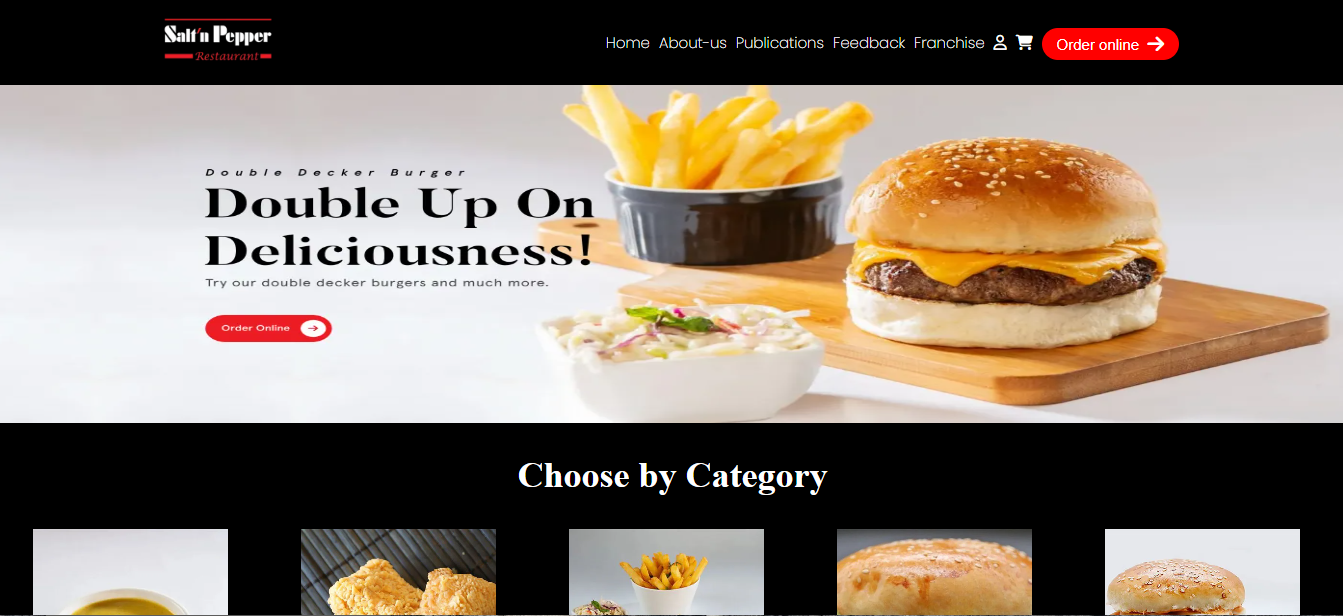 Salt'n Pepper
Restaurant
Home About-us Publications Feedback Franchise Order online
Double Decker Burger
Double Up On
Deliciousness!
Try our double decker burgers and much more.
Order Online
Choose by Category